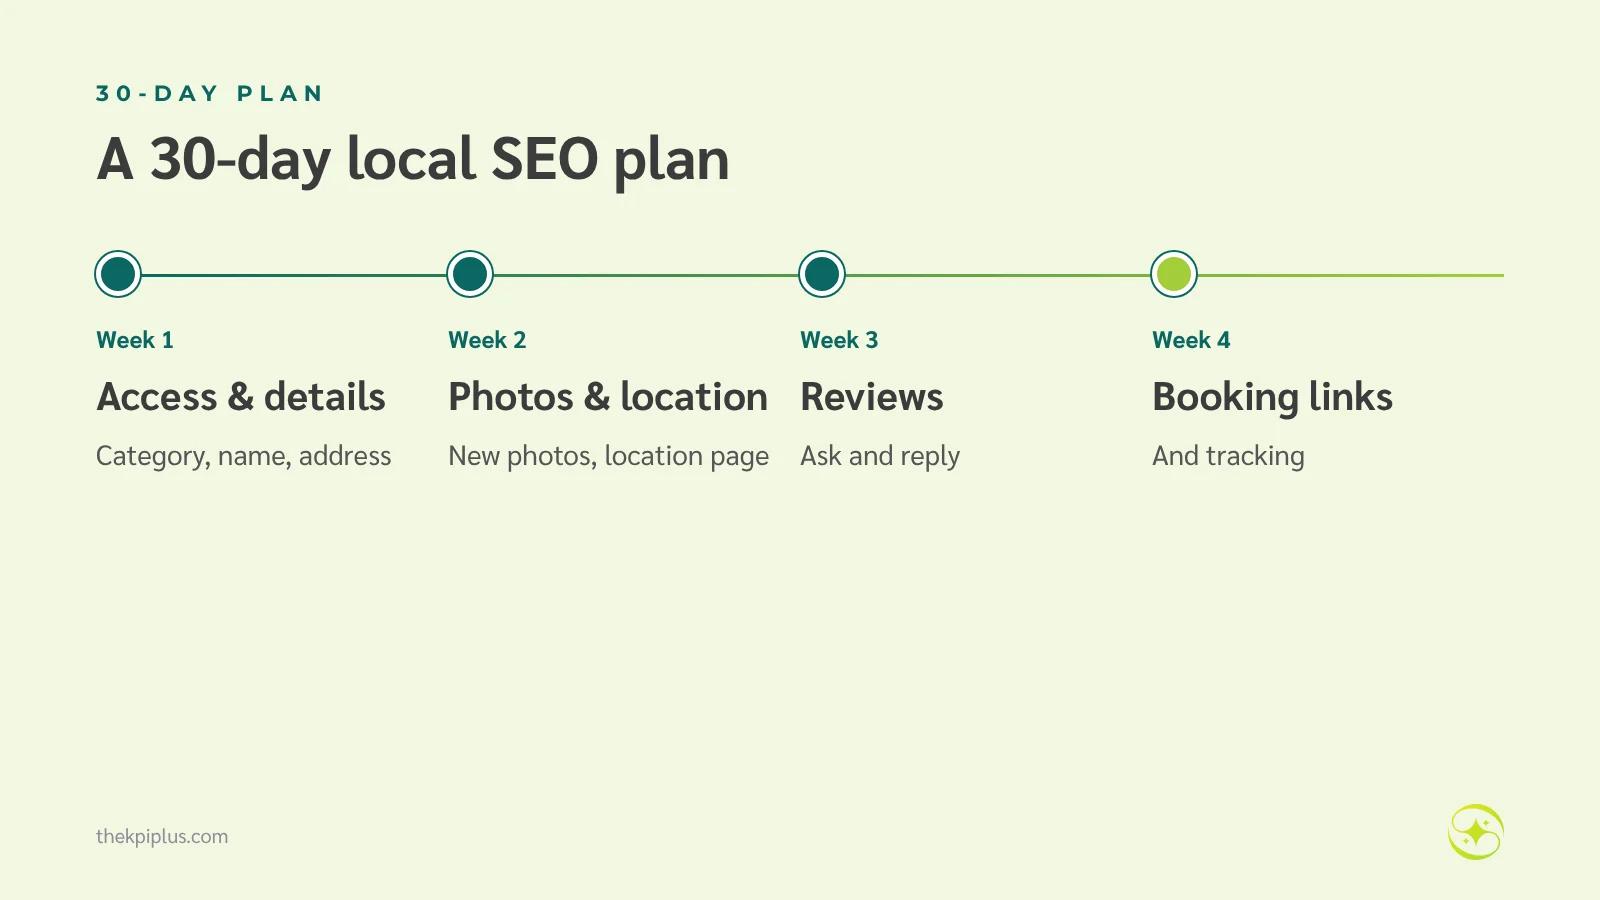 30-DAY PLAN
A 30-day local SEO plan
Week 1
Access & details
Category, name, address
Week 2
Photos & location
New photos, location page
Week 3
Reviews
Ask and reply
Week 4
Booking links
And tracking
thekpiplus.com